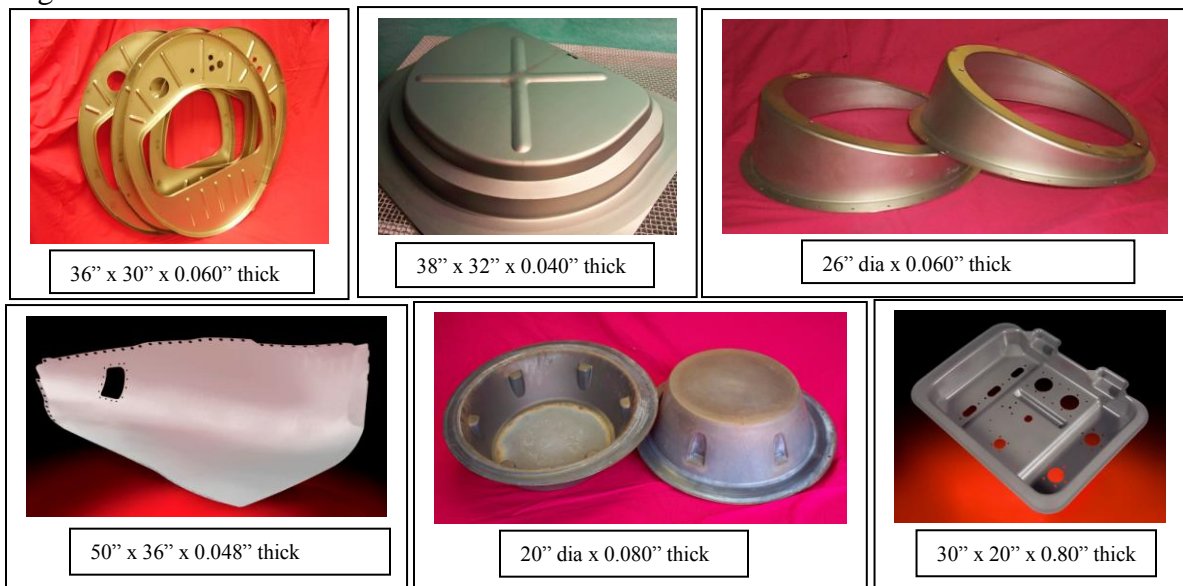 36” x 30” x 0.060” thick
38” x 32” x 0.040” thick
26” dia x 0.060” thick
50” x 36” x 0.048” thick
20” dia x 0.080” thick
30” x 20” x 0.80” thick